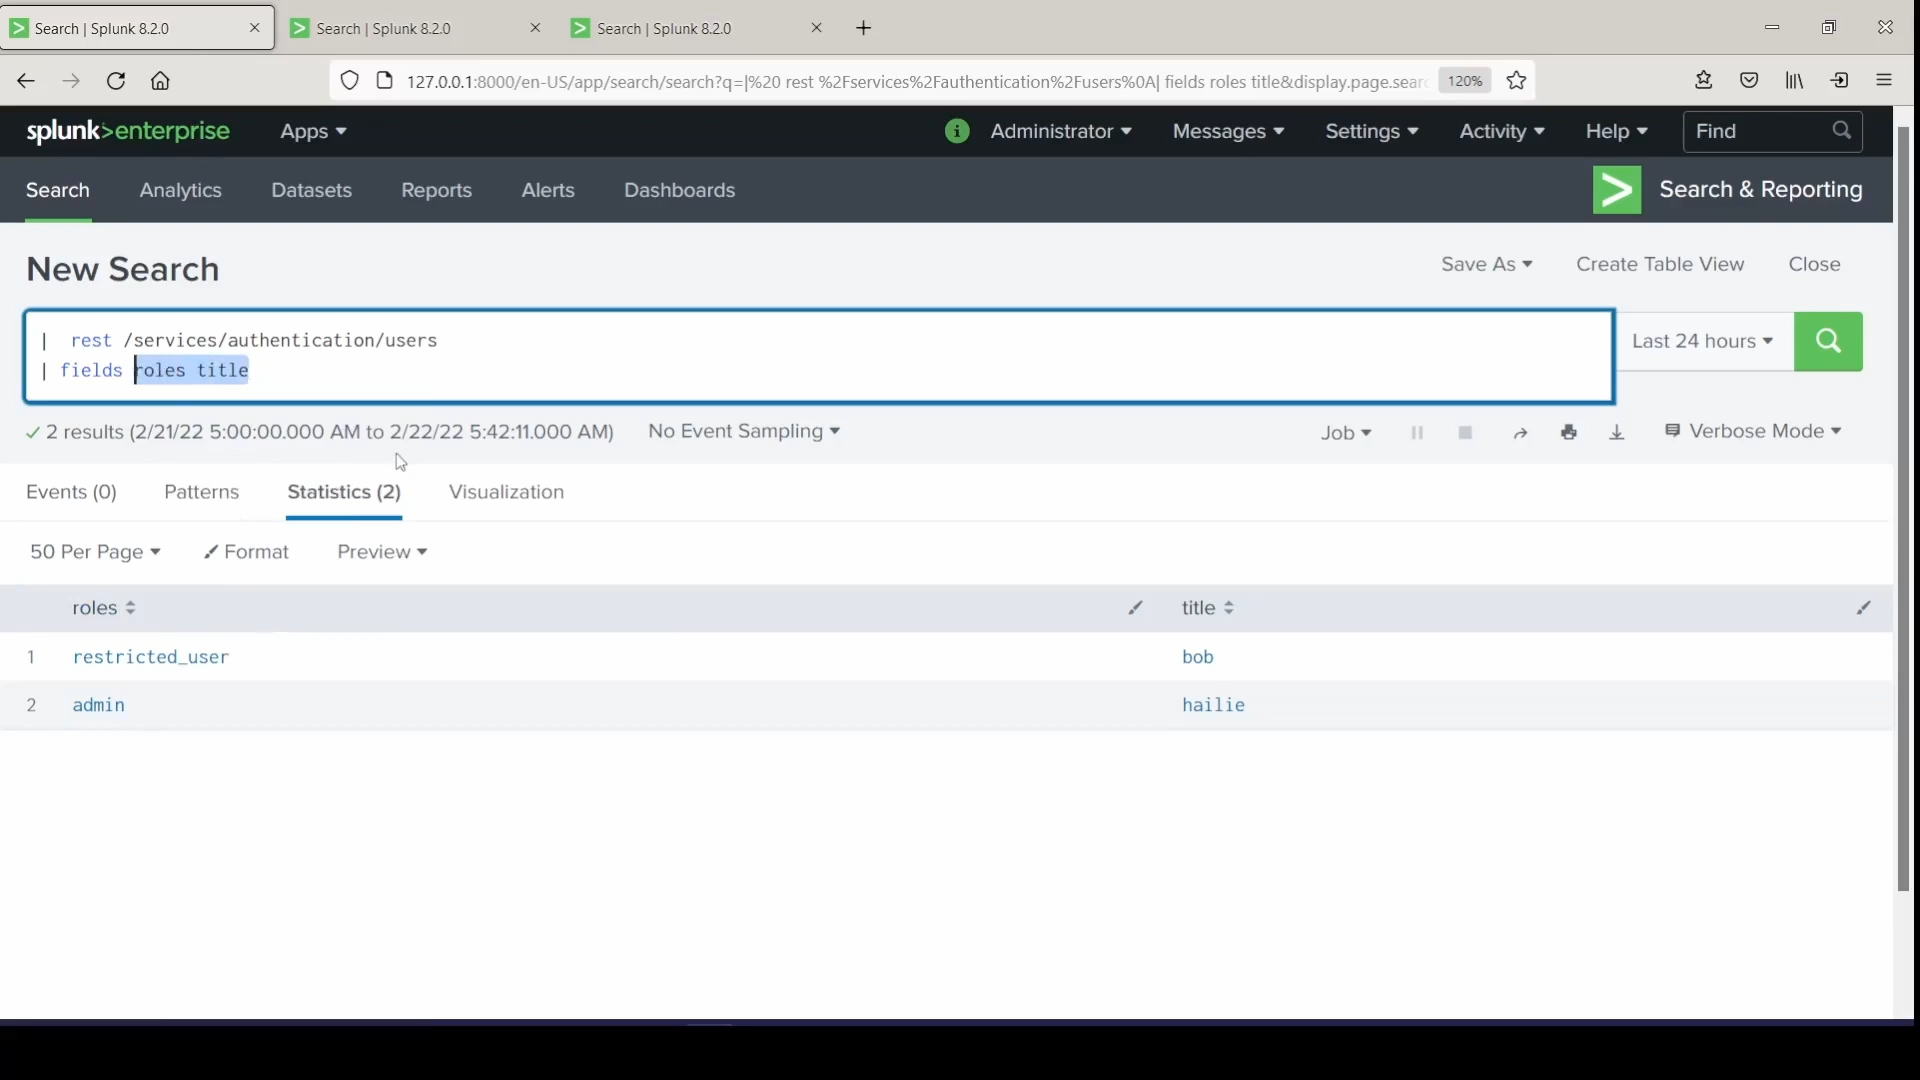 Search | Splunk 8.2.0
Search | Splunk 8.2.0
Search | Splunk 8.2.0
127.0.0.1:8000/en-US/app/search/search?q=|%20 rest %2Fservices%2Fauthentication%2Fusers%0A| fields roles title&display.page.sear
120%
splunk>enterprise
Apps
Administrator
Messages
Settings
Activity
Help
Find
Search
Analytics
Datasets
Reports
Alerts
Dashboards
Search & Reporting
New Search
Save As
Create Table View
Close
| rest /services/authentication/users
| fields roles title
Last 24 hours
2 results (2/21/22 5:00:00.000 AM to 2/22/22 5:42:11.000 AM)
No Event Sampling
Job
Verbose Mode
Events (0)
Patterns
Statistics (2)
Visualization
50 Per Page
Format
Preview
roles
title
1 restricted_user bob
2 admin hailie